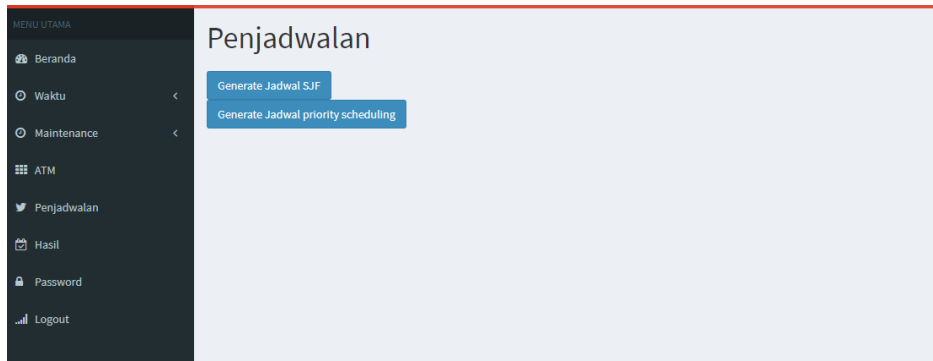 MENU UTAMA
Beranda
Waktu
Maintenance
ATM
Penjadwalan
Hasil
Password
Logout
Penjadwalan
Generate Jadwal SJF
Generate Jadwal priority scheduling